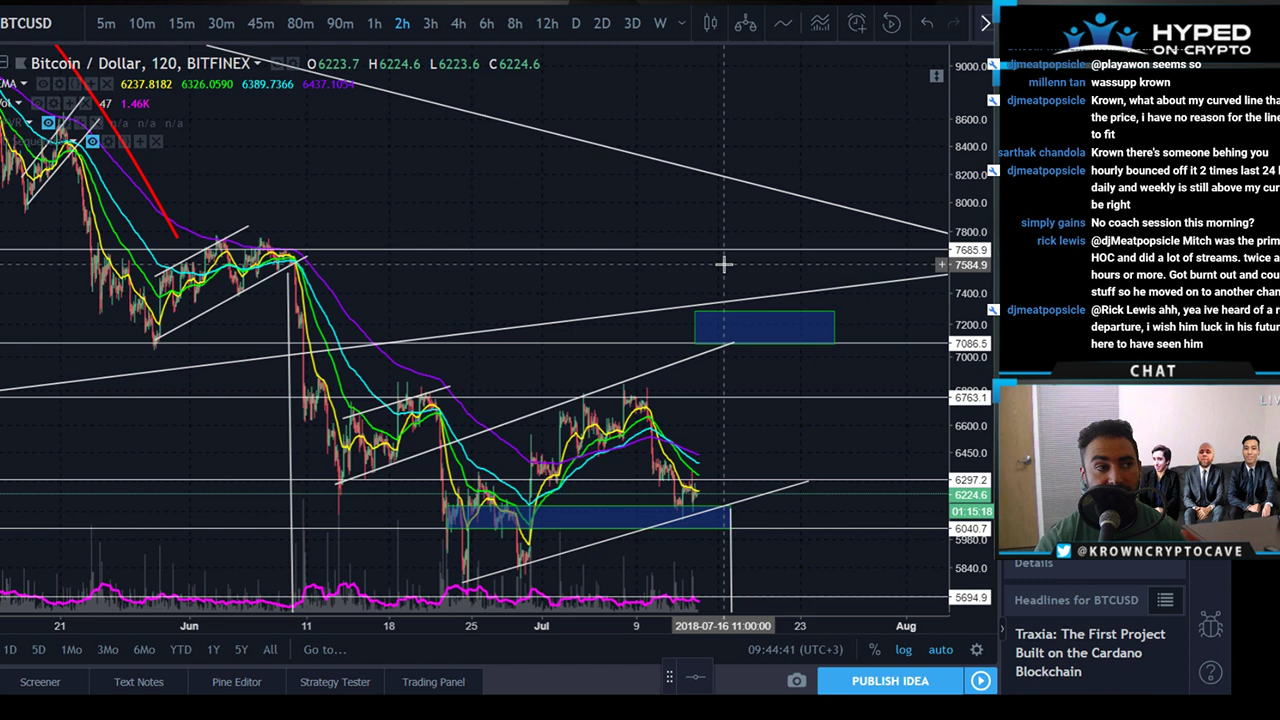 BTCUSD 5m 10m 15m 30m 45m 80m 90m 1h 2h 3h 4h 6h 8h 12h D 2D 3D W
Bitcoin / Dollar, 120, BITFINEX O6223.7 H6224.6 L6223.6 C6224.6
6237.8182 6326.0590 6389.7366
47 1.46K
n/a n/a n/a
9000.0
8600.0
8400.0
8200.0
8000.0
7800.0
7685.9
7584.9
7400.0
7200.0
7086.5
7000.0
6763.1
6600.0
6450.0
6297.2
6224.6
01:15:18
6040.7
5980.0
5840.0
5694.9
21 Jun 11 18 25 Jul 9 2018-07-16 11:00:00 23 Aug
1D 5D 1Mo 3Mo 6Mo YTD 1Y 5Y All Go to... 09:44:41 (UTC+3) % log auto
Screener Text Notes Pine Editor Strategy Tester Trading Panel PUBLISH IDEA
HYPED
ON CRYPTO
djmeatpopsicle @playawon seems so
millenn tan wassupp krown
djmeatpopsicle Krown, what about my curved line tha
the price, i have no reason for the line
to fit
sarthak chandola Krown there's someone behing you
djmeatpopsicle hourly bounced off it 2 times last 24
daily and weekly is still above my cur
be right
simply gains No coach session this morning?
rick lewis @djMeatpopsicle Mitch was the prim
HOC and did a lot of streams. twice a
hours or more. Got burnt out and cou
stuff so he moved on to another chan
djmeatpopsicle @Rick Lewis ahh, yea ive heard of a
departure, i wish him luck in his futu
here to have seen him
CHAT
LIV
@KROWNCRYPTOCAVE
Details
Headlines for BTCUSD
Traxia: The First Project
Built on the Cardano
Blockchain